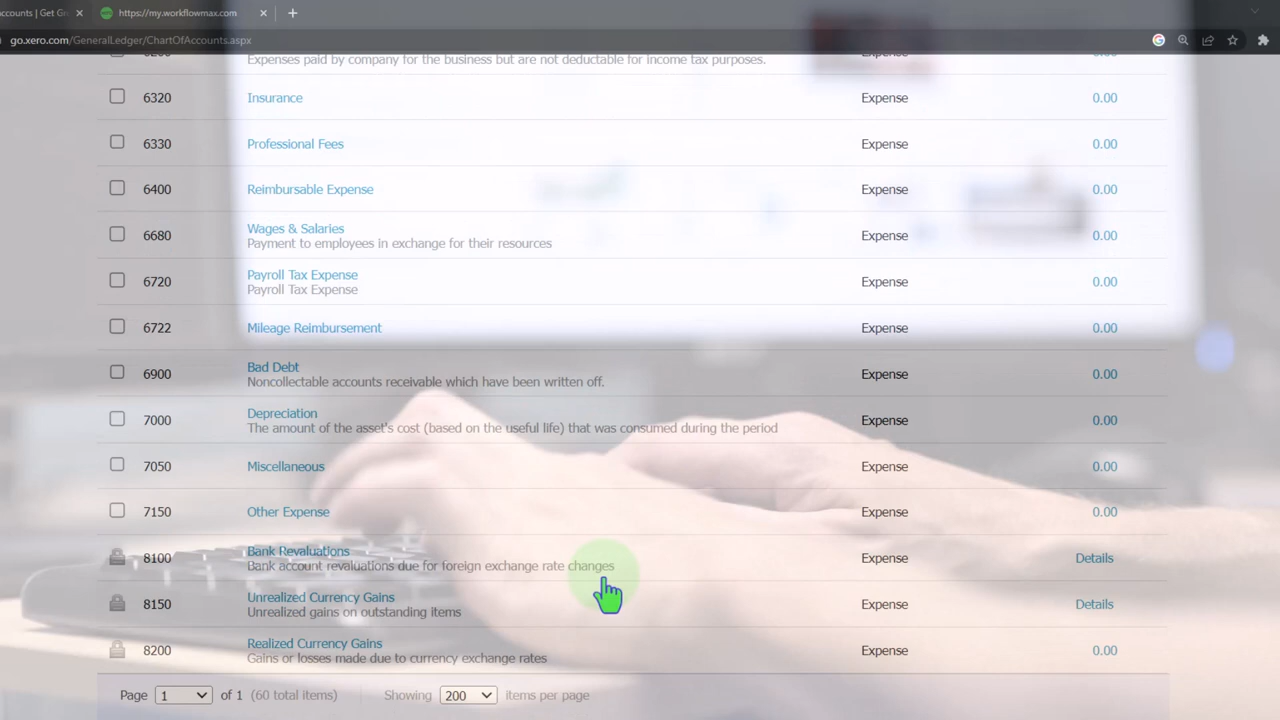 accounts | Get Gr
https://my.workflowmax.com
go.xero.com/GeneralLedger/ChartOfAccounts.aspx
Expenses paid by company for the business but are not deductable for income tax purposes.
6320 Insurance Expense 0.00
6330 Professional Fees Expense 0.00
6400 Reimbursable Expense Expense 0.00
6680 Wages & Salaries Expense 0.00
Payment to employees in exchange for their resources
6720 Payroll Tax Expense Expense 0.00
Payroll Tax Expense
6722 Mileage Reimbursement Expense 0.00
6900 Bad Debt Expense 0.00
Noncollectable accounts receivable which have been written off.
7000 Depreciation Expense 0.00
The amount of the asset's cost (based on the useful life) that was consumed during the period
7050 Miscellaneous Expense 0.00
7150 Other Expense Expense 0.00
8100 Bank Revaluations Expense Details
Bank account revaluations due for foreign exchange rate changes
8150 Unrealized Currency Gains Expense Details
Unrealized gains on outstanding items
8200 Realized Currency Gains Expense 0.00
Gains or losses made due to currency exchange rates
Page 1 of 1 (60 total items) Showing 200 items per page